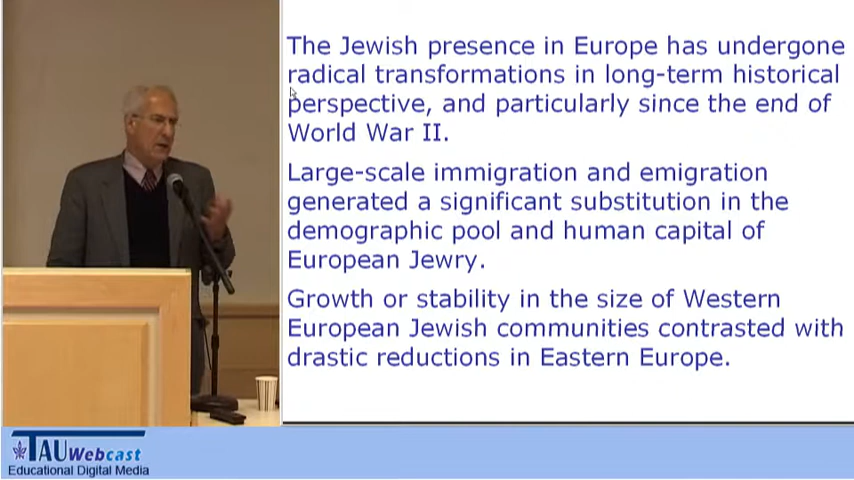 The Jewish presence in Europe has undergone
radical transformations in long-term historical
perspective, and particularly since the end of
World War II.
Large-scale immigration and emigration
generated a significant substitution in the
demographic pool and human capital of
European Jewry.
Growth or stability in the size of Western
European Jewish communities contrasted with
drastic reductions in Eastern Europe.
TAU Webcast
Educational Digital Media